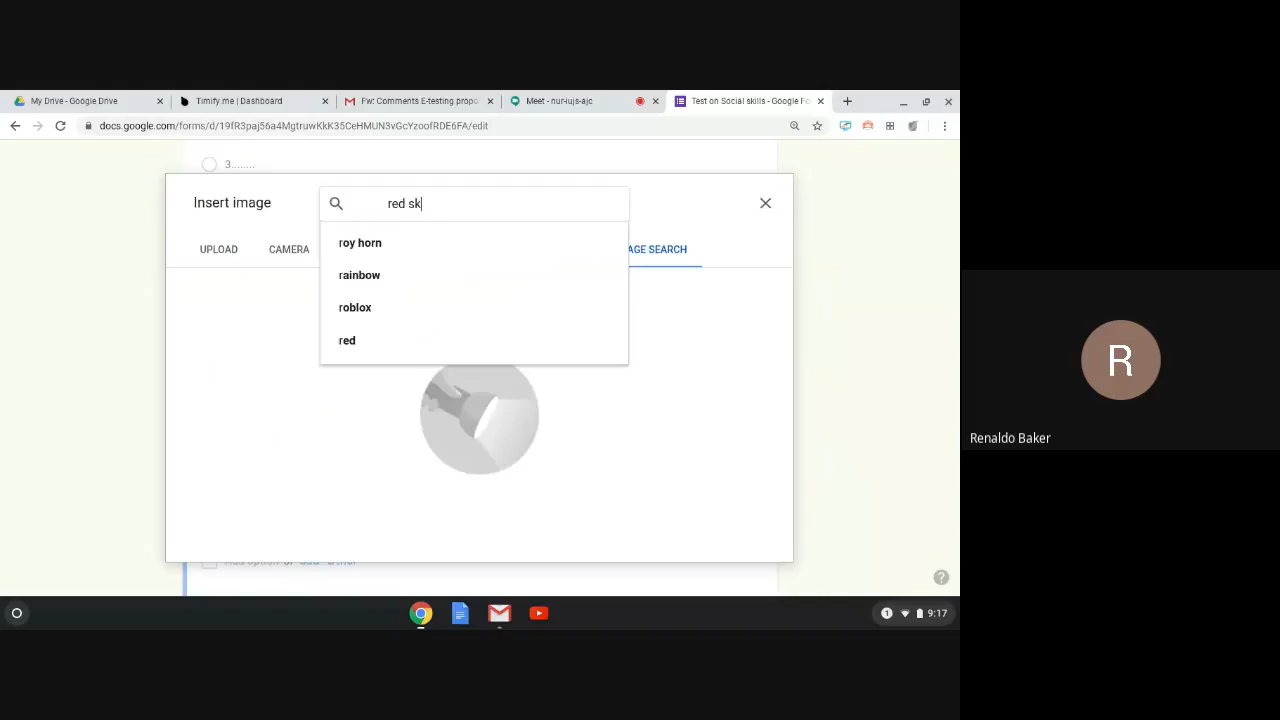 My Drive - Google Drive
Timify.me | Dashboard
Fw: Comments E-testing propo
Meet - nur-iujs-ajc
Test on Social skills - Google Fo
docs.google.com/forms/d/19fR3paj56a4MgtruwKkK35CeHMUN3vGcYzoofRDE6FA/edit
3........
Insert image
red sk
UPLOAD
CAMERA
AGE SEARCH
roy horn
rainbow
roblox
red
R
Renaldo Baker
?
1
9:17